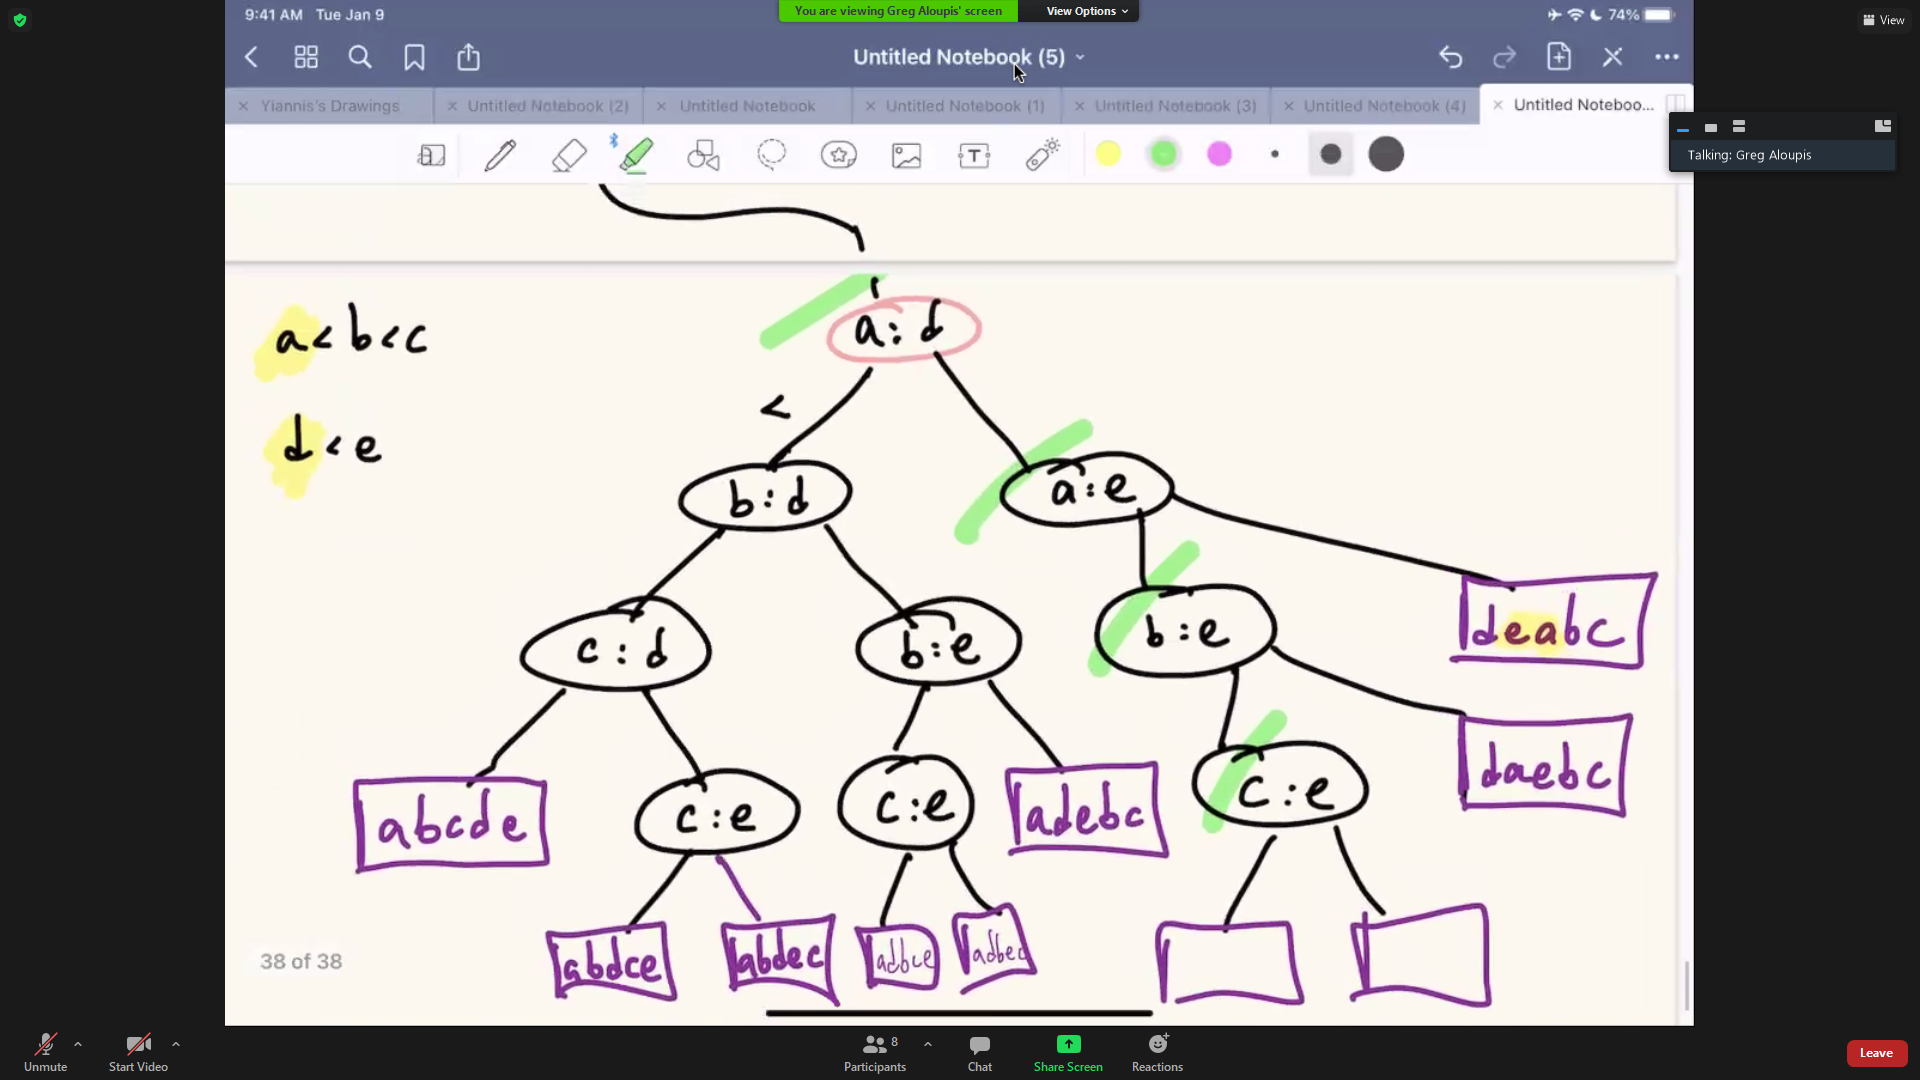 9:41 AM Tue Jan 9
You are viewing Greg Aloupis' screen View Options
74%
View
Untitled Notebook (5)
Yiannis's Drawings Untitled Notebook (2) Untitled Notebook Untitled Notebook (1) Untitled Notebook (3) Untitled Notebook (4) Untitled Noteboo...
Talking: Greg Aloupis
a < b < c
a : d
<
d < e
b : d
a : e
c : d
b : e
b : e
deabc
daebc
abcde
c : e
c : e
adebc
c : e
abdce
abdec
adbce
adbec
38 of 38
Unmute
Start Video
Participants 8
Chat
Share Screen
Reactions
Leave